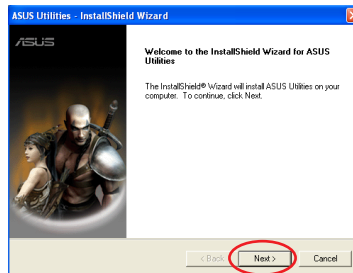 ASUS Utilities - InstallShield Wizard
ASUS
Welcome to the InstallShield Wizard for ASUS
Utilities
The InstallShield® Wizard will install ASUS Utilities on your
computer. To continue, click Next.
< Back
Next >
Cancel